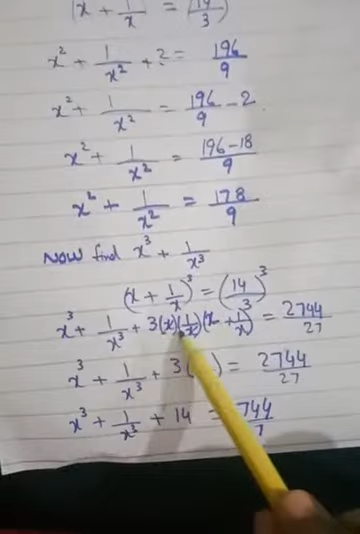 (x + 1/x) = (14/3)
x² + 1/x² + 2 = 196/9
x² + 1/x² = 196/9 - 2
x² + 1/x² = 196-18/9
x² + 1/x² = 178/9
Now find x³ + 1/x³
(x + 1/x)³ = (14/3)³
x³ + 1/x³ + 3(x)(1/x)(x + 1/x) = 2744/27
x³ + 1/x³ + 3( ) = 2744/27
x³ + 1/x³ + 14 = 744/7